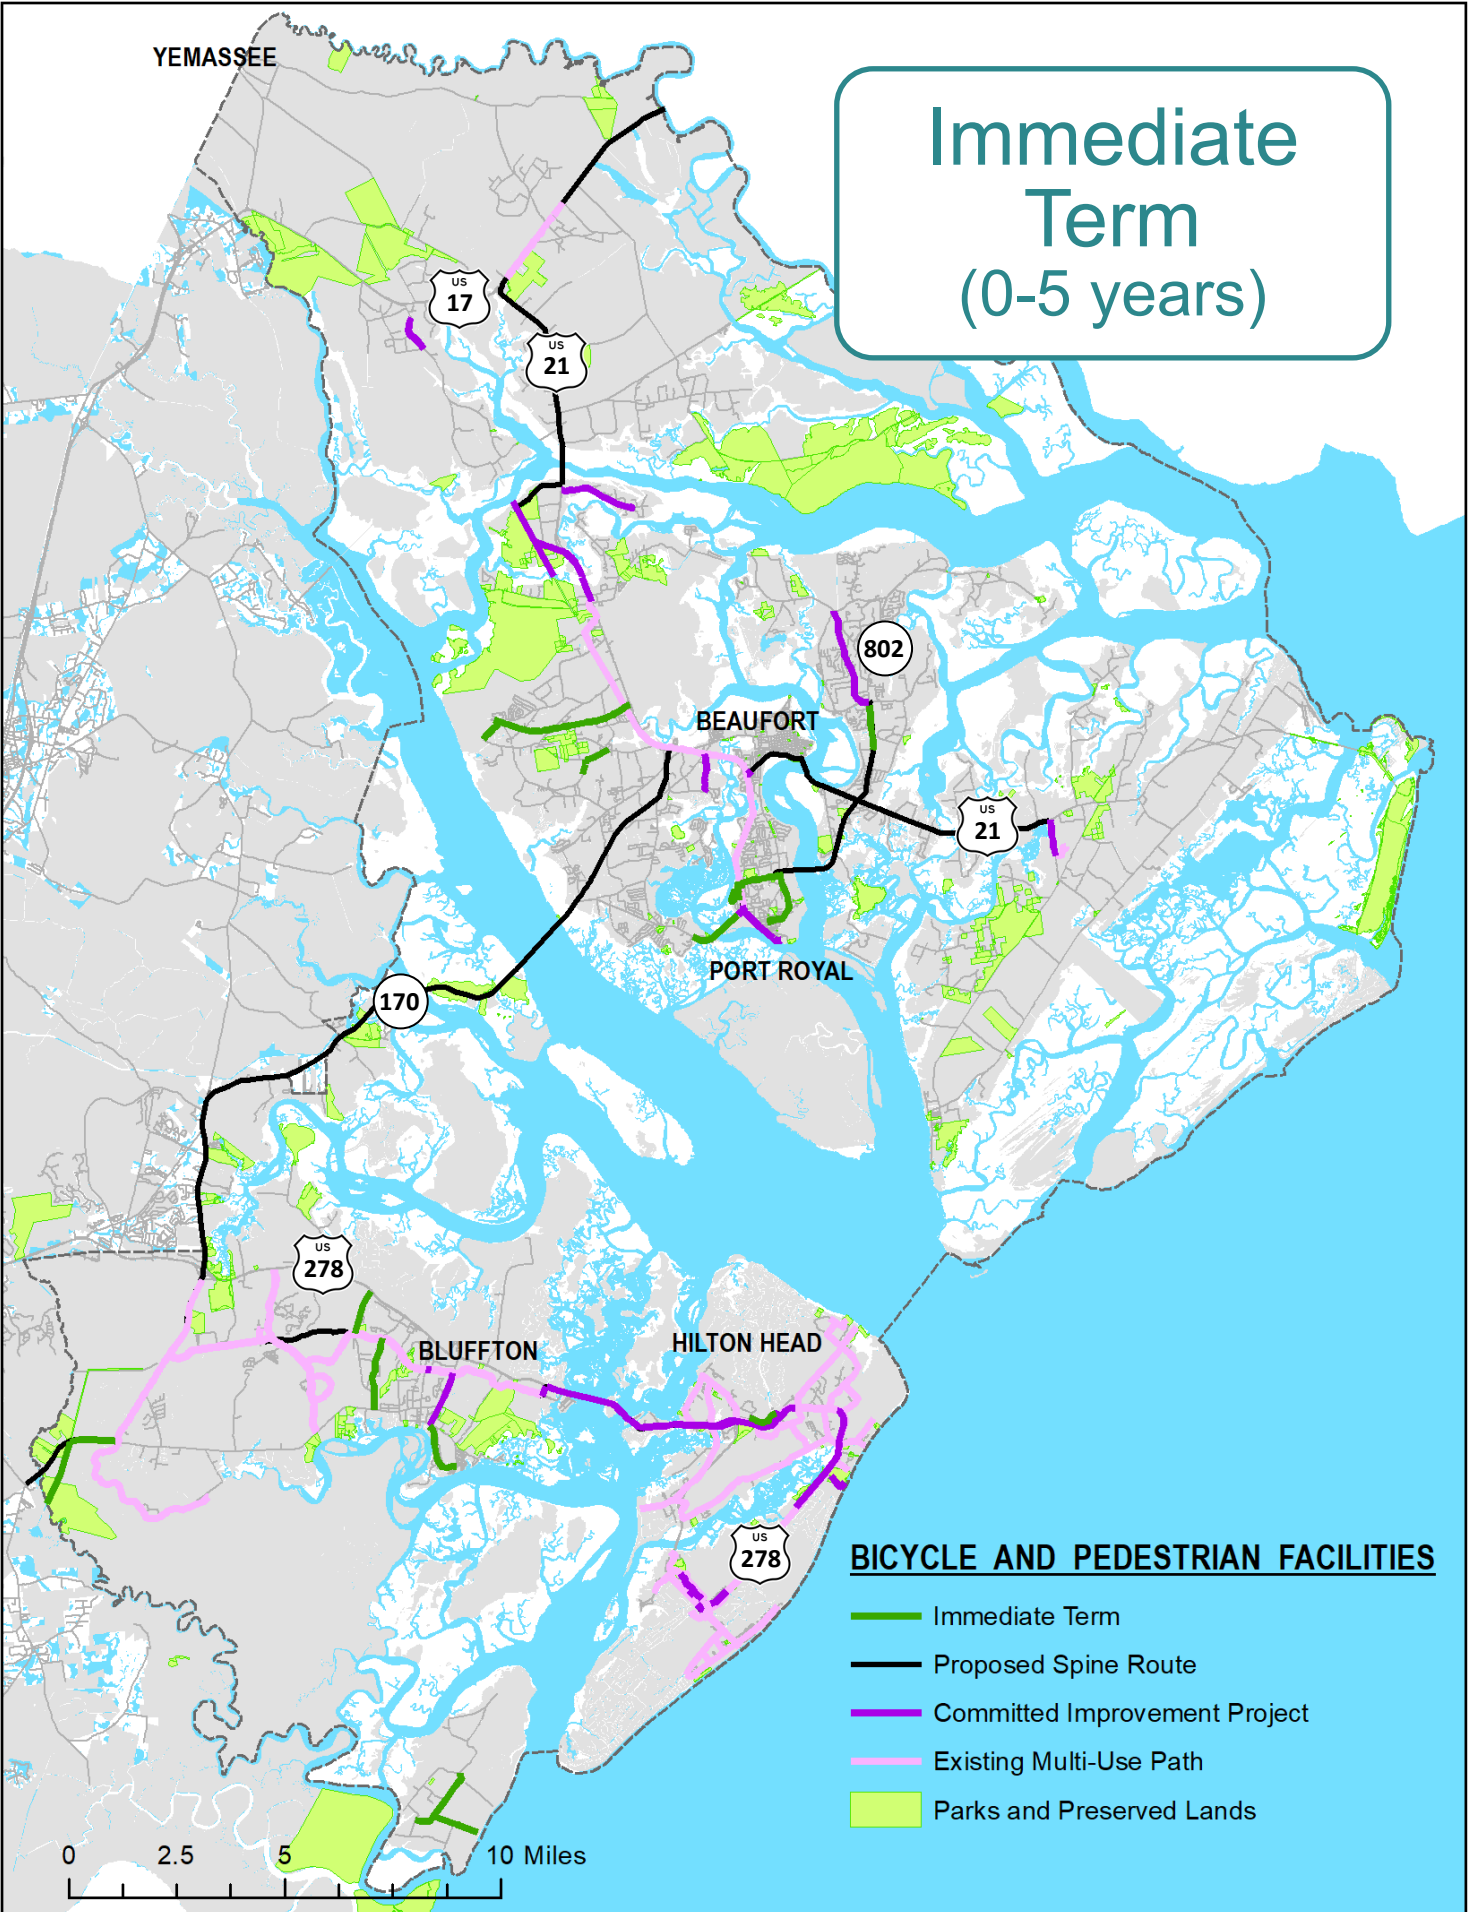 YEMASSEE
Immediate
Term
(0-5 years)
US
17
US
21
802
BEAUFORT
US
21
PORT ROYAL
170
US
278
BLUFFTON
HILTON HEAD
US
278
BICYCLE AND PEDESTRIAN FACILITIES
Immediate Term
Proposed Spine Route
Committed Improvement Project
Existing Multi-Use Path
Parks and Preserved Lands
0 2.5 5 10 Miles